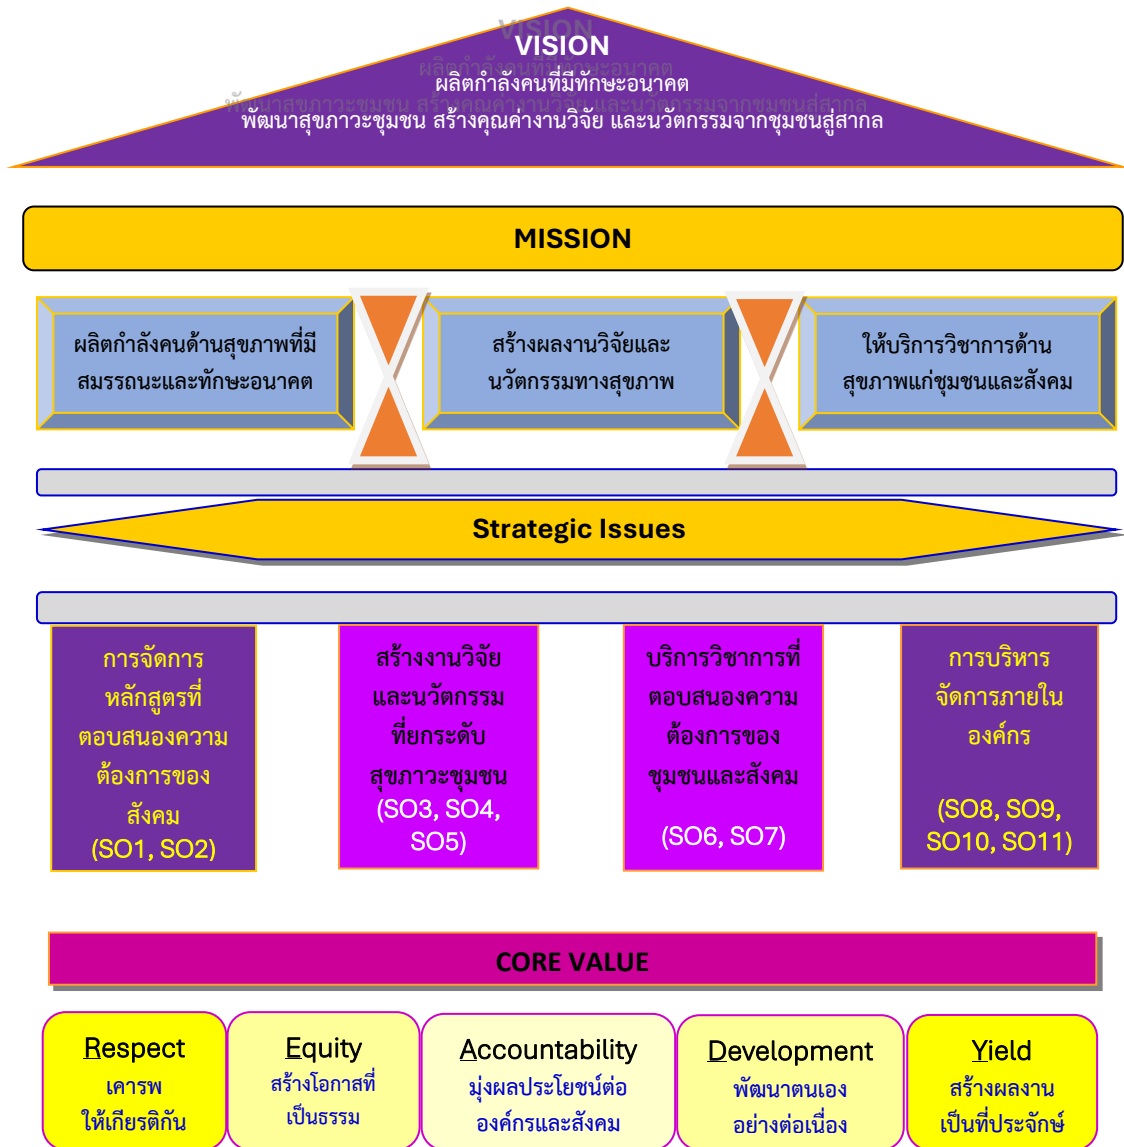 VISION
ผลิตกำลังคนที่มีทักษะอนาคต
พัฒนาสุขภาวะชุมชน สร้างคุณค่างานวิจัย และนวัตกรรมจากชุมชนสู่สากล
MISSION
ผลิตกำลังคนด้านสุขภาพที่มี
สมรรถนะและทักษะอนาคต
สร้างผลงานวิจัยและ
นวัตกรรมทางสุขภาพ
ให้บริการวิชาการด้าน
สุขภาพแก่ชุมชนและสังคม
Strategic Issues
การจัดการ
หลักสูตรที่
ตอบสนองความ
ต้องการของ
สังคม
(SO1, SO2)
สร้างงานวิจัย
และนวัตกรรม
ที่ยกระดับ
สุขภาวะชุมชน
(SO3, SO4,
SO5)
บริการวิชาการที่
ตอบสนองความ
ต้องการของ
ชุมชนและสังคม
(SO6, SO7)
การบริหาร
จัดการภายใน
องค์กร
(SO8, SO9,
SO10, SO11)
CORE VALUE
Respect
เคารพ
ให้เกียรติกัน
Equity
สร้างโอกาสที่
เป็นธรรม
Accountability
มุ่งผลประโยชน์ต่อ
องค์กรและสังคม
Development
พัฒนาตนเอง
อย่างต่อเนื่อง
Yield
สร้างผลงาน
เป็นที่ประจักษ์